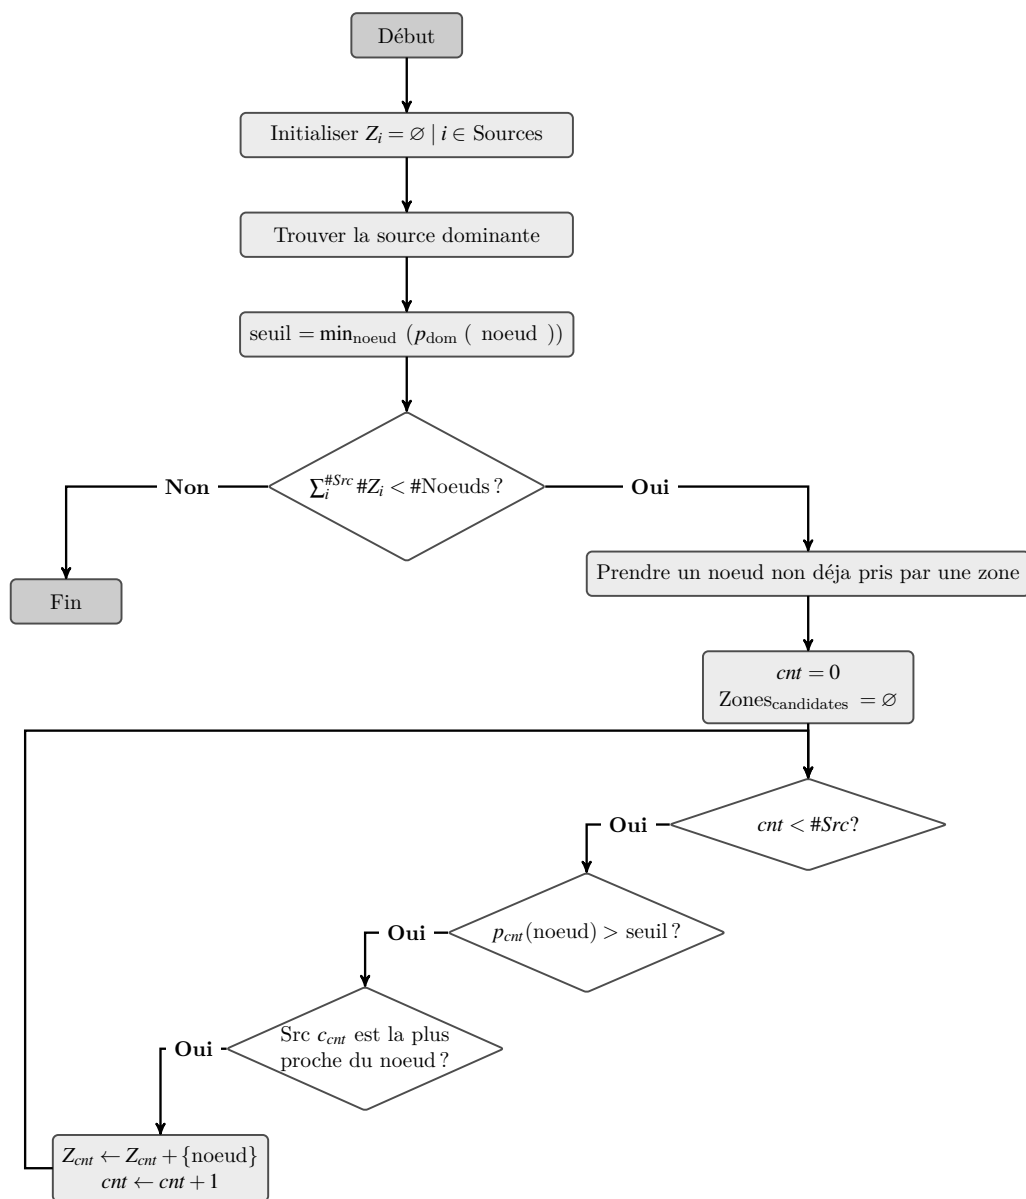 Début
Initialiser Z_i = ∅ | i ∈ Sources
Trouver la source dominante
seuil = min_noeud (p_dom ( noeud ))
∑_i^#Src #Z_i < #Noeuds ?
Non
Oui
Prendre un noeud non déja pris par une zone
Fin
cnt = 0
Zones_candidates = ∅
cnt < #Src?
Oui
p_cnt(noeud) > seuil ?
Oui
Src c_cnt est la plus
proche du noeud ?
Oui
Z_cnt ← Z_cnt + {noeud}
cnt ← cnt + 1